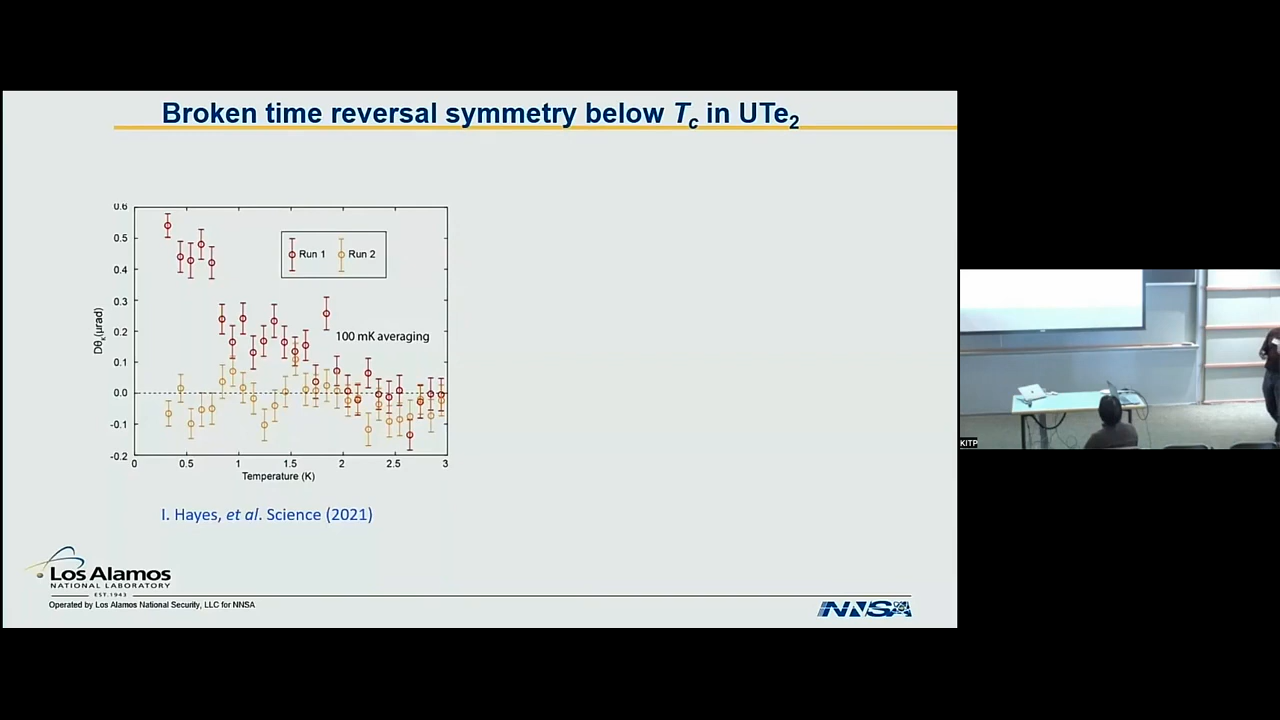 Broken time reversal symmetry below Tc in UTe2
0.6
0.5
0.4
0.3
0.2
0.1
0.0
-0.1
-0.2
Dθk(μrad)
Run 1
Run 2
100 mK averaging
0
0.5
1
1.5
2
2.5
3
Temperature (K)
I. Hayes, et al. Science (2021)
Los Alamos
NATIONAL LABORATORY
EST. 1943
Operated by Los Alamos National Security, LLC for NNSA
NNSA
KITP